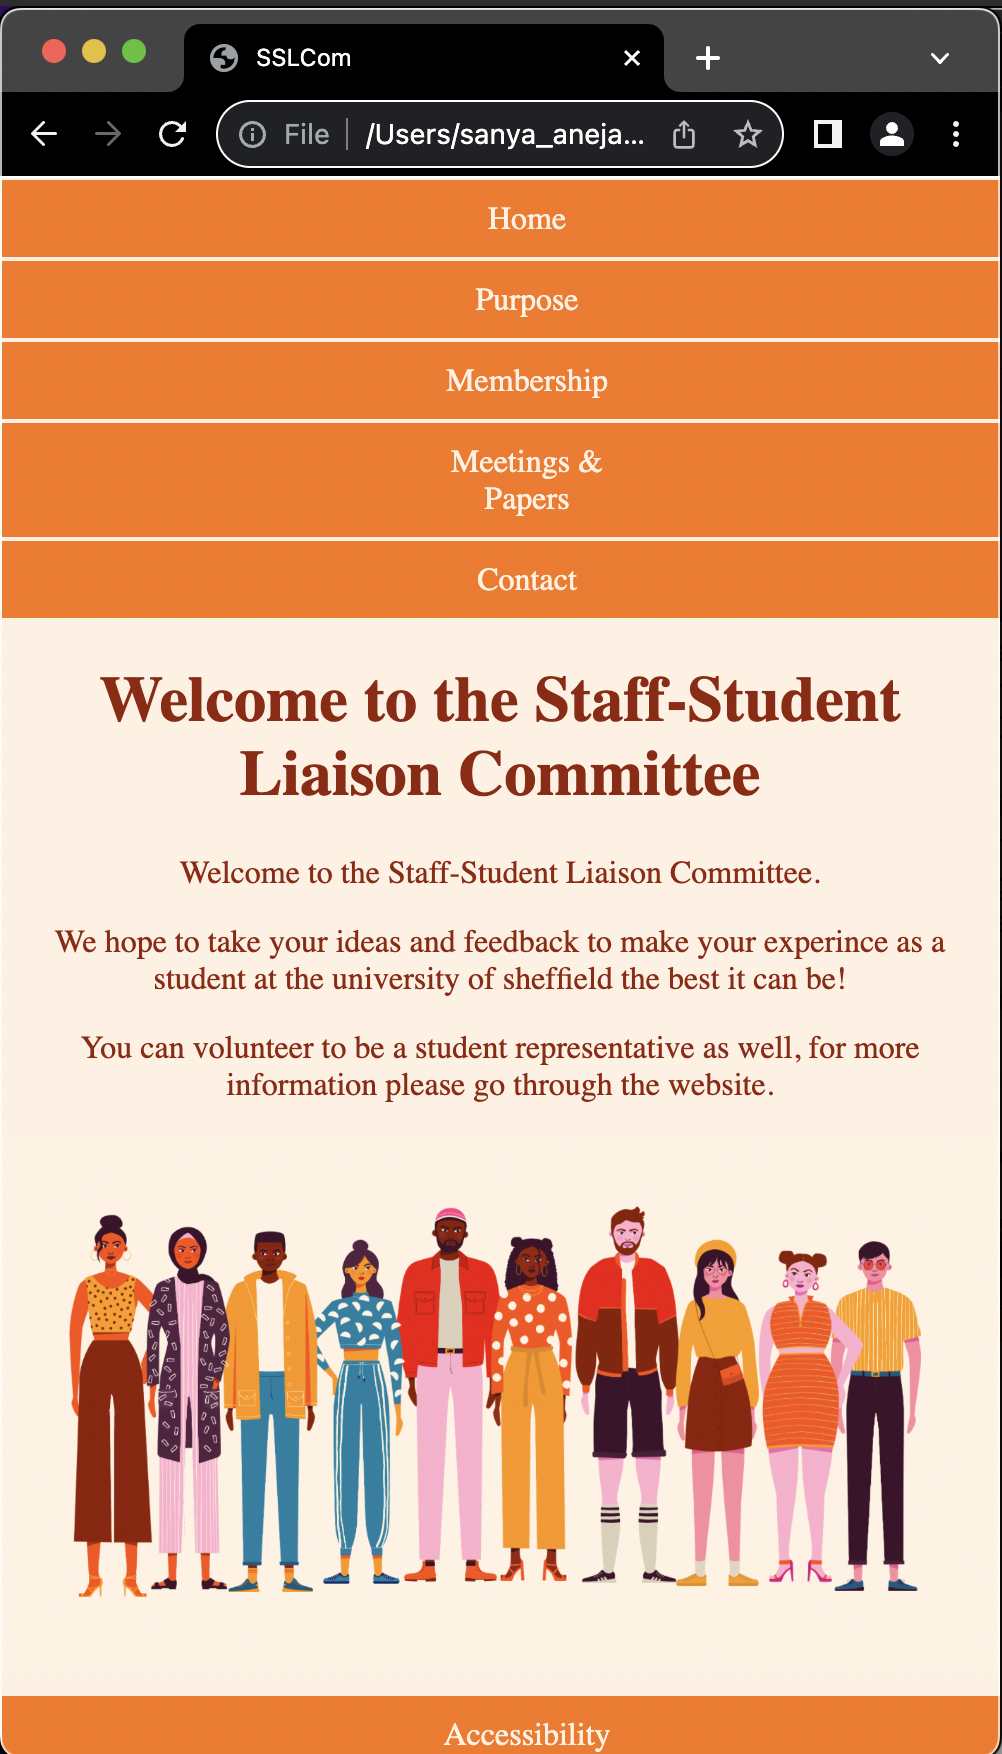 SSLCom
File
/Users/sanya_aneja...
Home
Purpose
Membership
Meetings &
Papers
Contact
Welcome to the Staff-Student
Liaison Committee
Welcome to the Staff-Student Liaison Committee.
We hope to take your ideas and feedback to make your experince as a
student at the university of sheffield the best it can be!
You can volunteer to be a student representative as well, for more
information please go through the website.
Accessibility